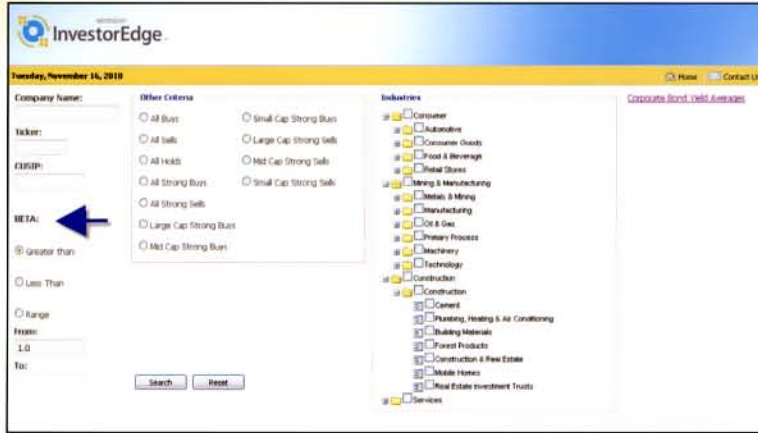 InvestorEdge
Tuesday, November 16, 2010
Home
Contact Us
Company Name:
Ticker:
CUSIP:
BETA:
Greater than
Less Than
Range
From:
1.0
To:
Other Criteria
All Buys
Small Cap Strong Buys
All Sells
Large Cap Strong Sells
All Holds
Mid Cap Strong Sells
All Strong Buys
Small Cap Strong Sells
All Strong Sells
Large Cap Strong Buys
Mid Cap Strong Buys
Search
Reset
Industries
Consumer
Automotive
Consumer Goods
Food & Beverage
Retail Stores
Mining & Manufacturing
Metals & Mining
Manufacturing
Oil & Gas
Primary Process
Machinery
Technology
Construction
Construction
Cement
Plumbing, Heating & Air Conditioning
Building Materials
Forest Products
Construction & Real Estate
Mobile Homes
Real Estate Investment Trusts
Services
Corporate Bond Yield Averages